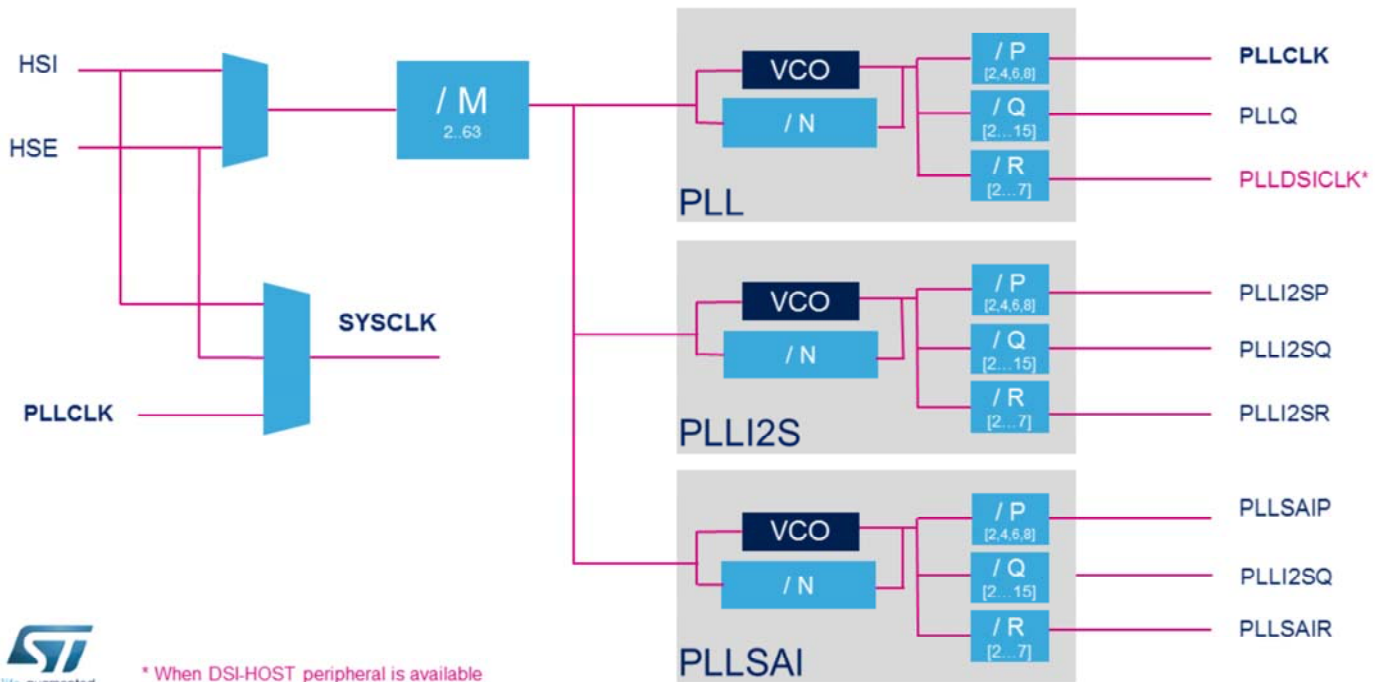 HSI
HSE
PLLCLK
SYSCLK
/ M
2..63
VCO
/ N
/ P
[2,4,6,8]
/ Q
[2...15]
/ R
[2...7]
PLL
PLLCLK
PLLQ
PLLDSICLK*
VCO
/ N
/ P
[2,4,6,8]
/ Q
[2...15]
/ R
[2...7]
PLLI2S
PLLI2SP
PLLI2SQ
PLLI2SR
VCO
/ N
/ P
[2,4,6,8]
/ Q
[2...15]
/ R
[2...7]
PLLSAI
PLLSAIP
PLLI2SQ
PLLSAIR
ST
* When DSI-HOST peripheral is available